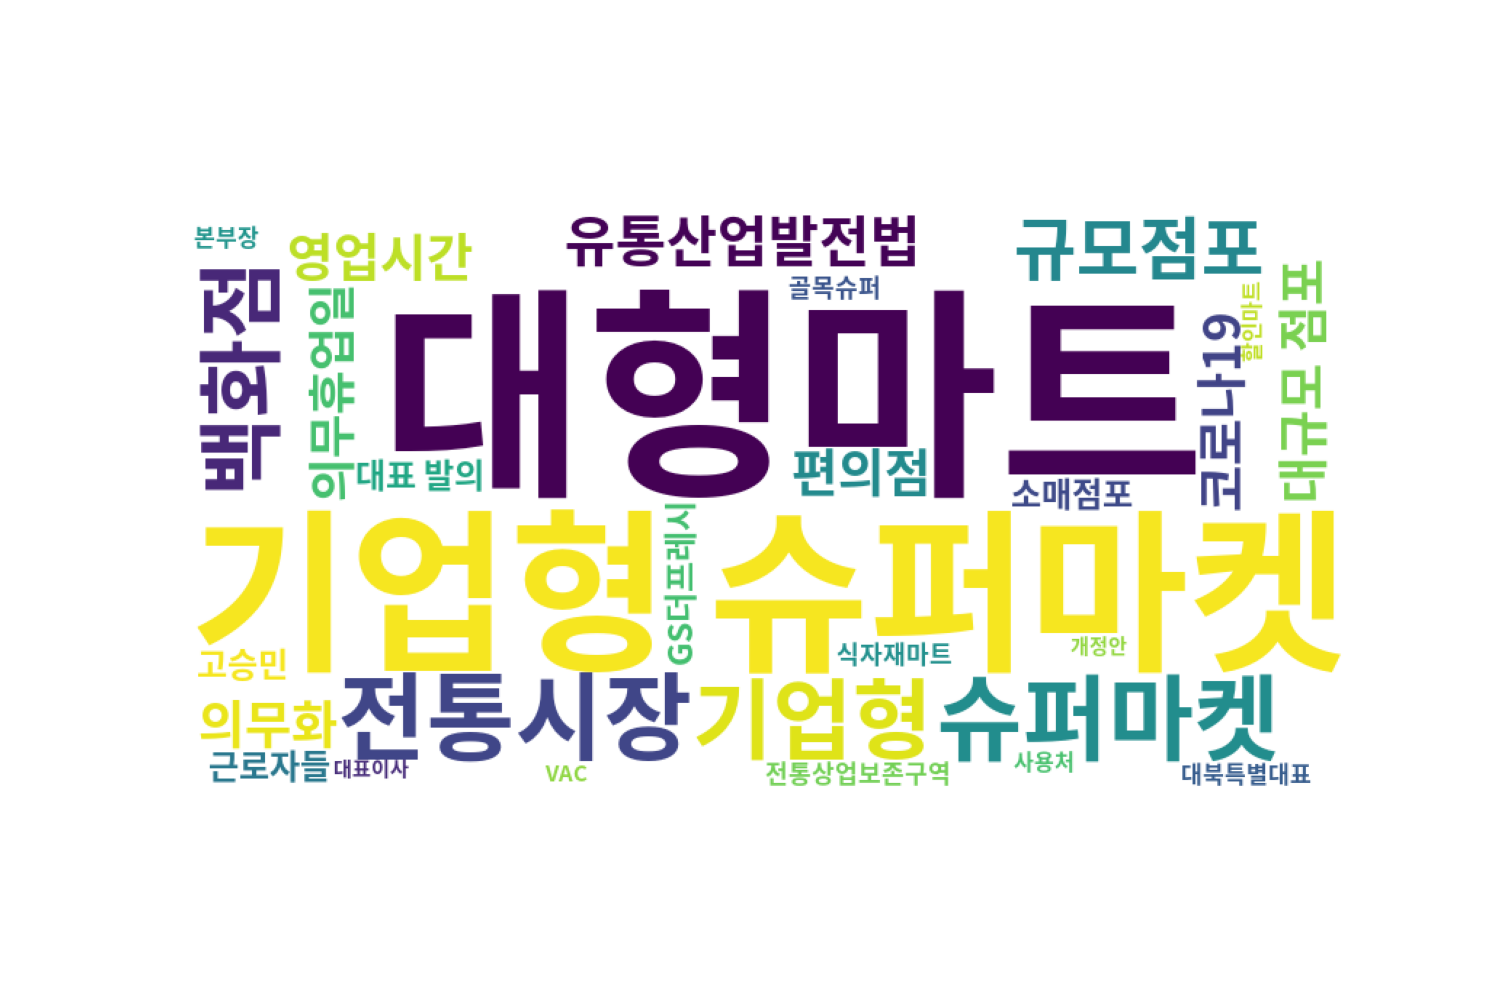 본부장
영업시간
유통산업발전법
규모점포
골목슈퍼
백화점
의무휴업일
대형마트
코로나19
할인마트
대규모 점포
대표 발의
편의점
소매점포
기업형 슈퍼마켓
GS더프레시
고승민
식자재마트
개정안
의무화
전통시장
기업형
슈퍼마켓
근로자들
대표이사
VAC
전통상업보존구역
사용처
대북특별대표